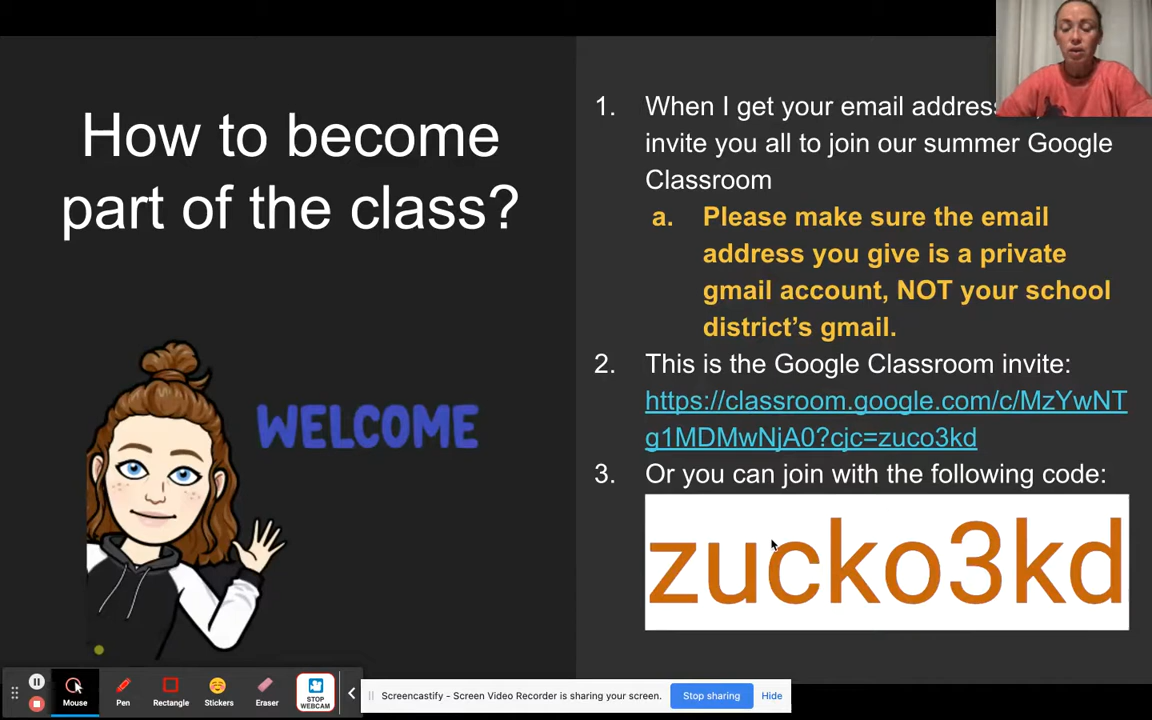 How to become
part of the class?
WELCOME
1. When I get your email address
invite you all to join our summer Google
Classroom
a. Please make sure the email
address you give is a private
gmail account, NOT your school
district's gmail.
2. This is the Google Classroom invite:
https://classroom.google.com/c/MzYwNT
g1MDMwNjA0?cjc=zuco3kd
3. Or you can join with the following code:
zucko3kd
Mouse
Pen
Rectangle
Stickers
Eraser
STOP
WEBCAM
Screencastify - Screen Video Recorder is sharing your screen.
Stop sharing
Hide